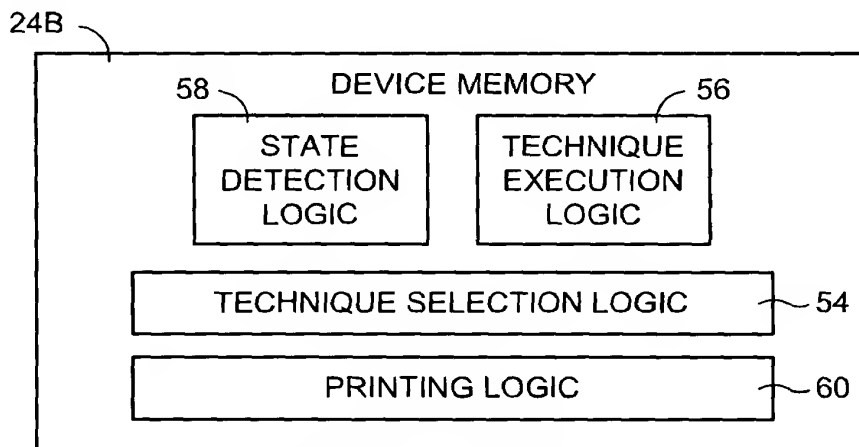 24B
DEVICE MEMORY
58
56
STATE
DETECTION
LOGIC
TECHNIQUE
EXECUTION
LOGIC
TECHNIQUE SELECTION LOGIC
54
PRINTING LOGIC
60